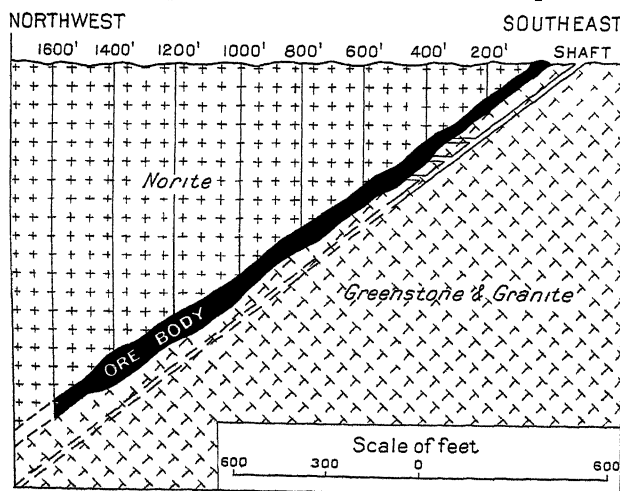 NORTHWEST SOUTHEAST
1600' 1400' 1200' 1000' 800' 600' 400' 200' SHAFT
Norite
Greenstone & Granite
ORE BODY
Scale of feet
600 300 0 600